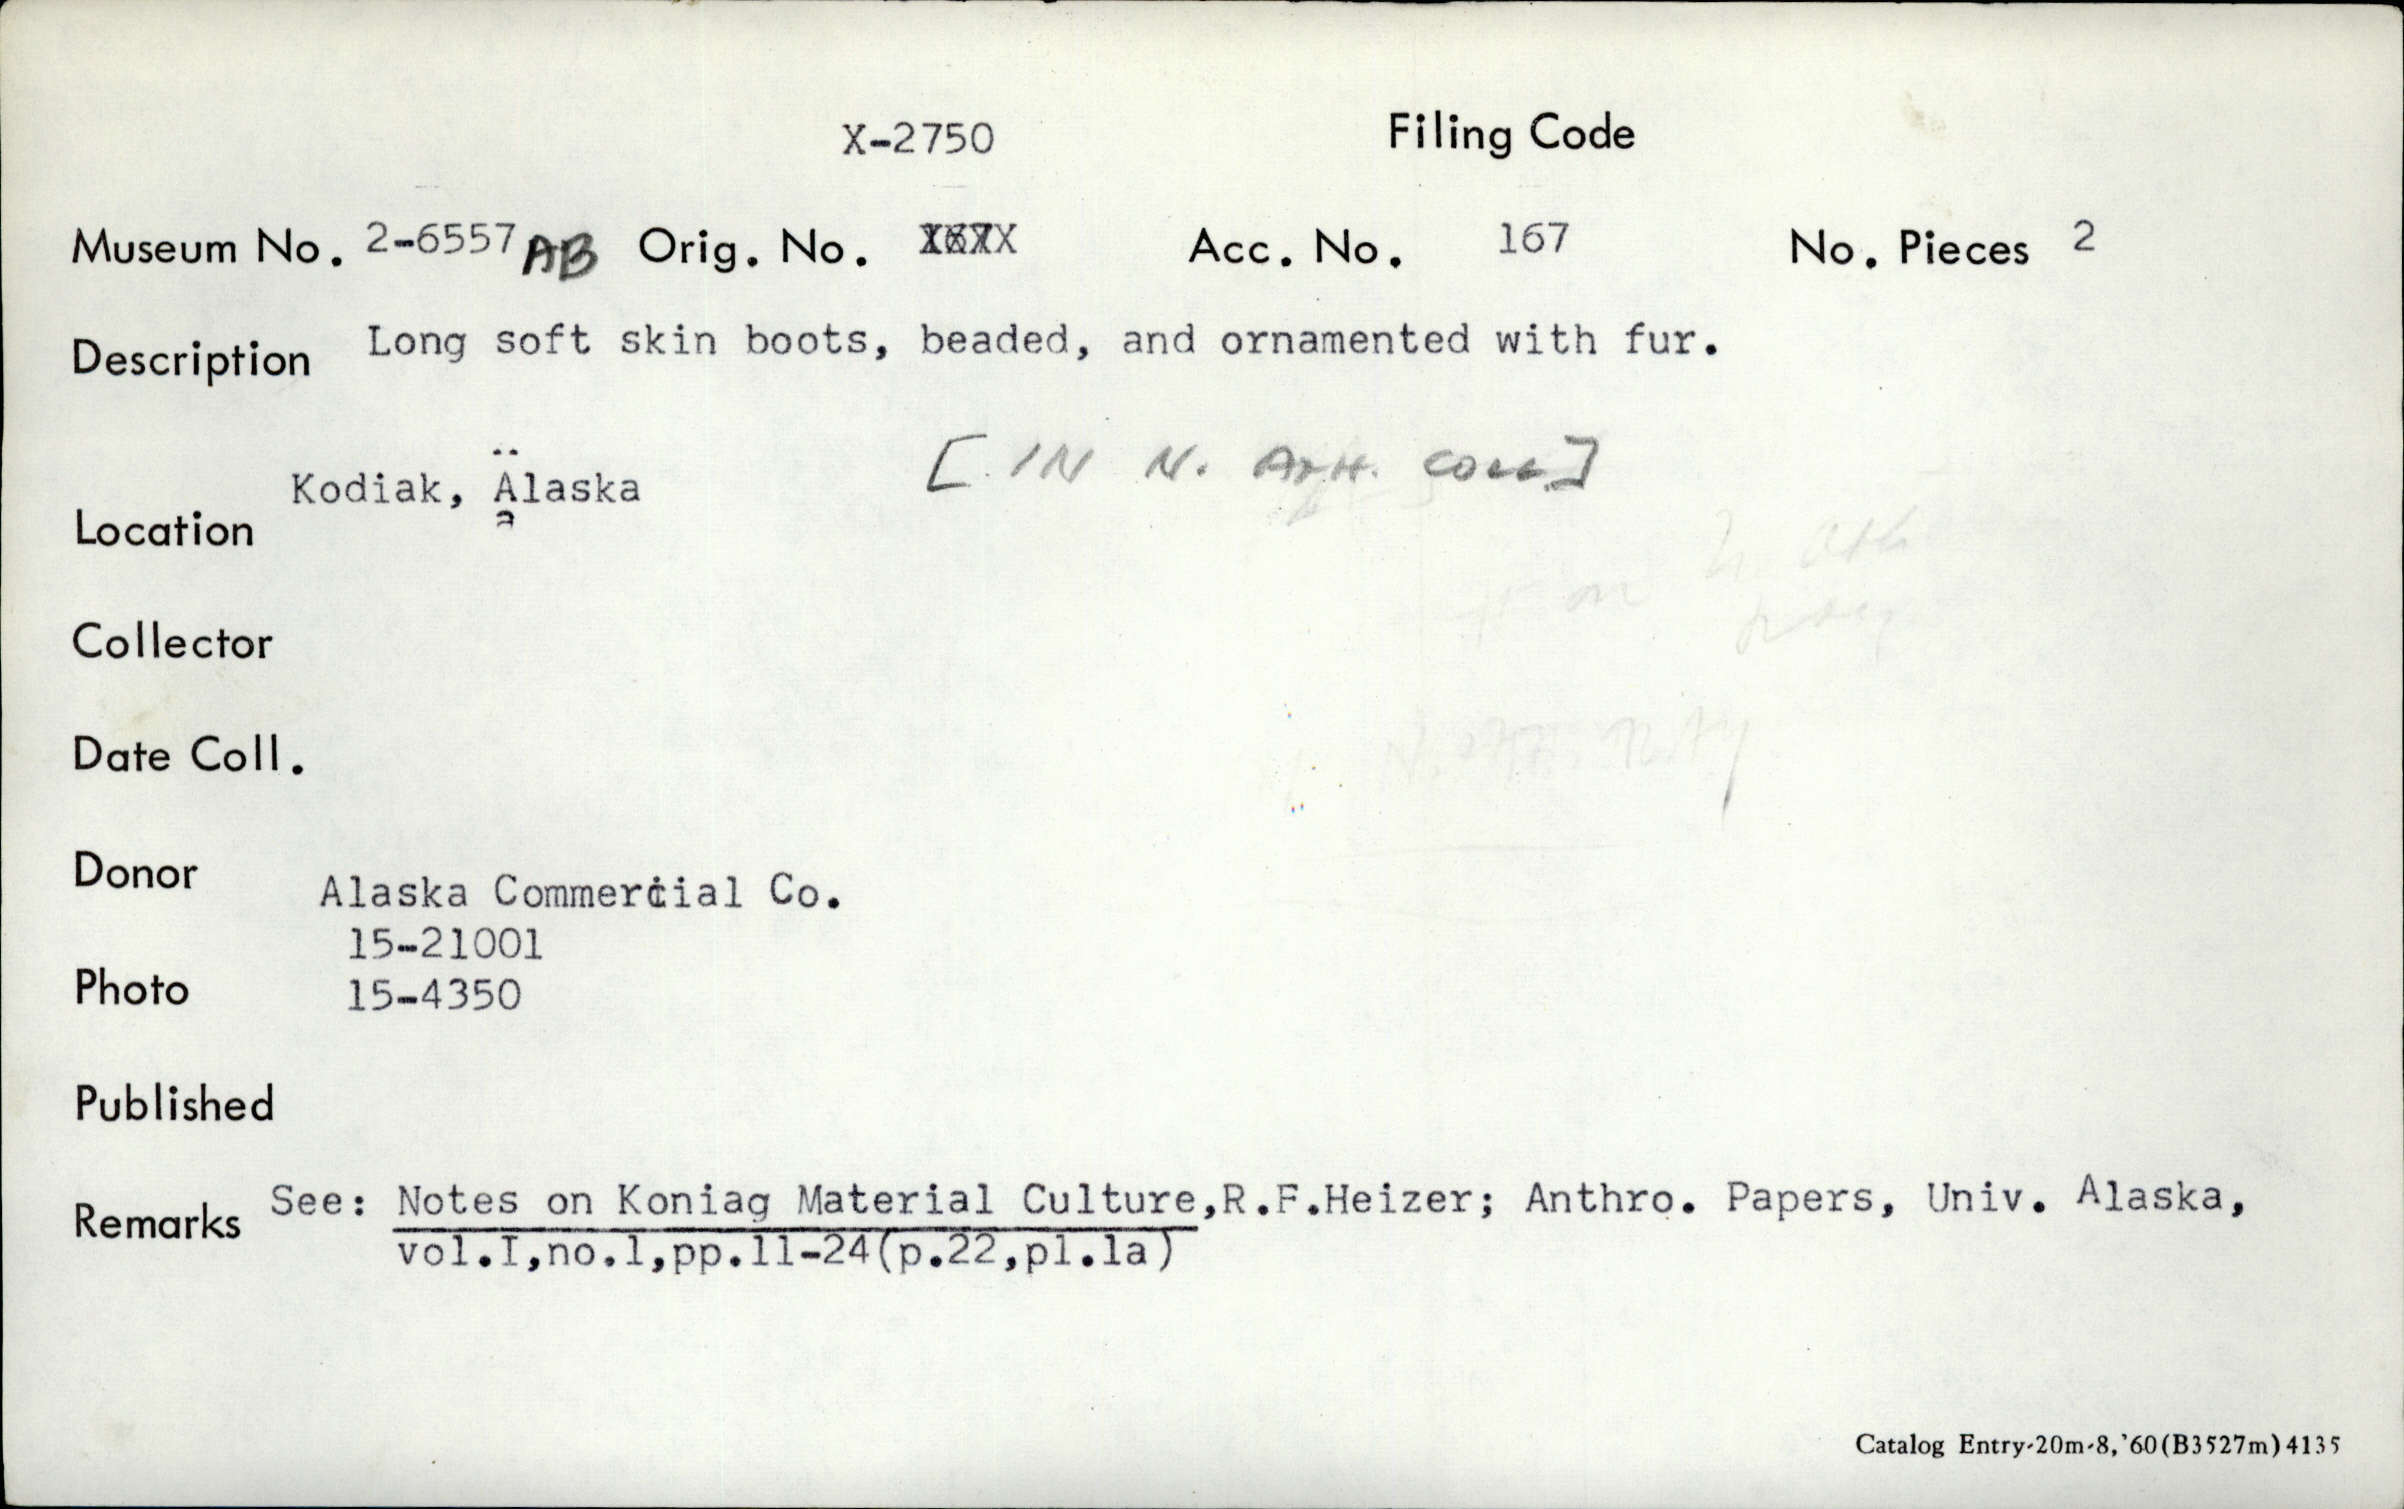 X-2750 Filing Code
Museum No. 2-6557 AB Orig. No. Acc. No. 167 No. Pieces 2
Description Long soft skin boots, beaded, and ornamented with fur.
[IN N. Ath. Coll.]
Location Kodiak, Alaska
Collector
Date Coll.
Donor Alaska Commercial Co.
15-21001
Photo 15-4350
Published
Remarks See: Notes on Koniag Material Culture,R.F.Heizer; Anthro. Papers, Univ. Alaska,
vol.I,no.1,pp.11-24(p.22,pl.1a)
Catalog Entry-20m-8,'60(B3527m)4135